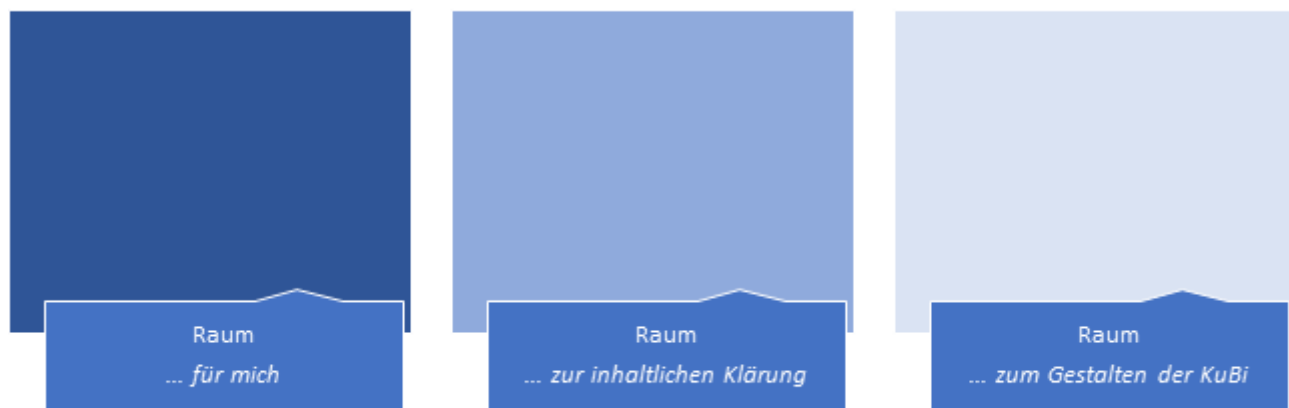 Raum
... für mich
Raum
... zur inhaltlichen Klärung
Raum
... zum Gestalten der KuBi